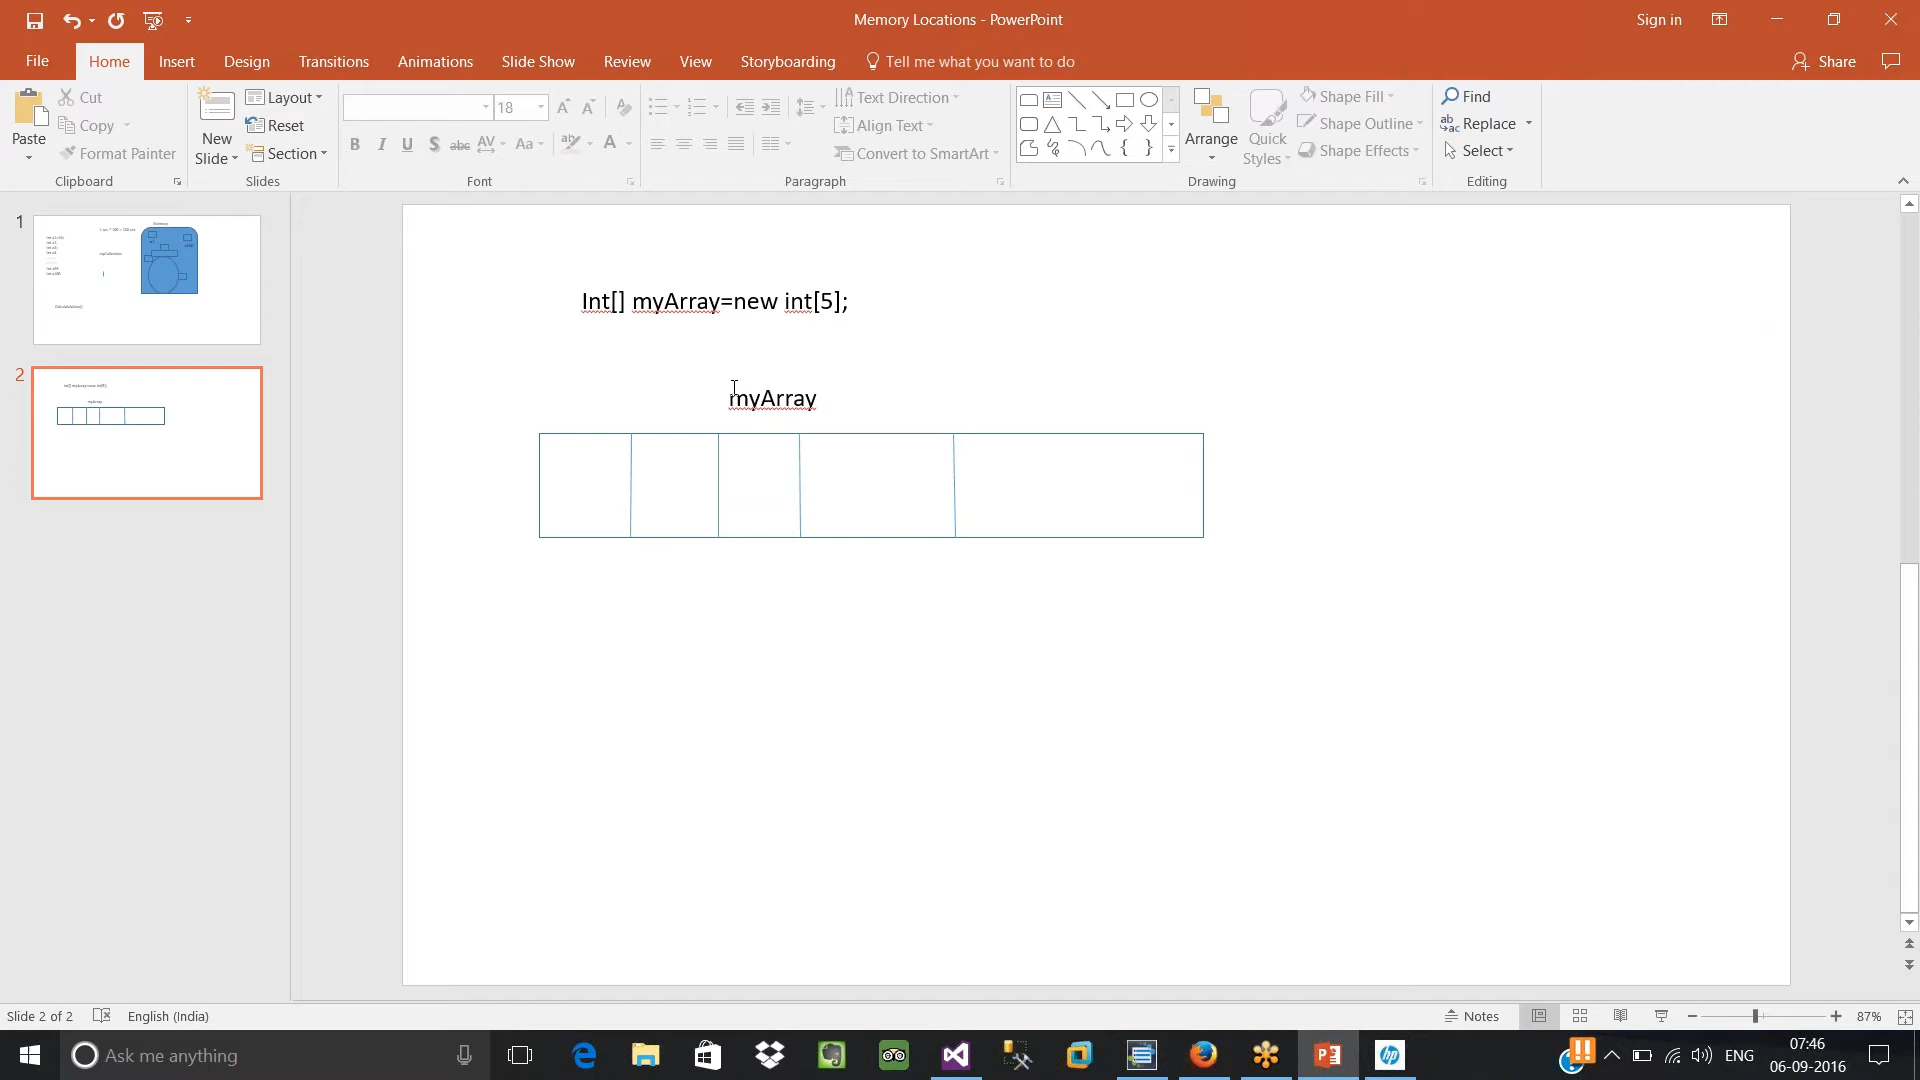 Memory Locations - PowerPoint
Sign in
File
Home
Insert
Design
Transitions
Animations
Slide Show
Review
View
Storyboarding
Tell me what you want to do
Share
Paste
Cut
Copy
Format Painter
Clipboard
New
Slide
Layout
Reset
Section
Slides
18
B I U S abc AV Aa A
Font
Text Direction
Align Text
Convert to SmartArt
Paragraph
Arrange
Quick
Styles
Shape Fill
Shape Outline
Shape Effects
Drawing
Find
Replace
Select
Editing
1
2
Int[] myArray=new int[5];
myArray
Slide 2 of 2
English (India)
Notes
87%
Ask me anything
ENG
07:46
06-09-2016